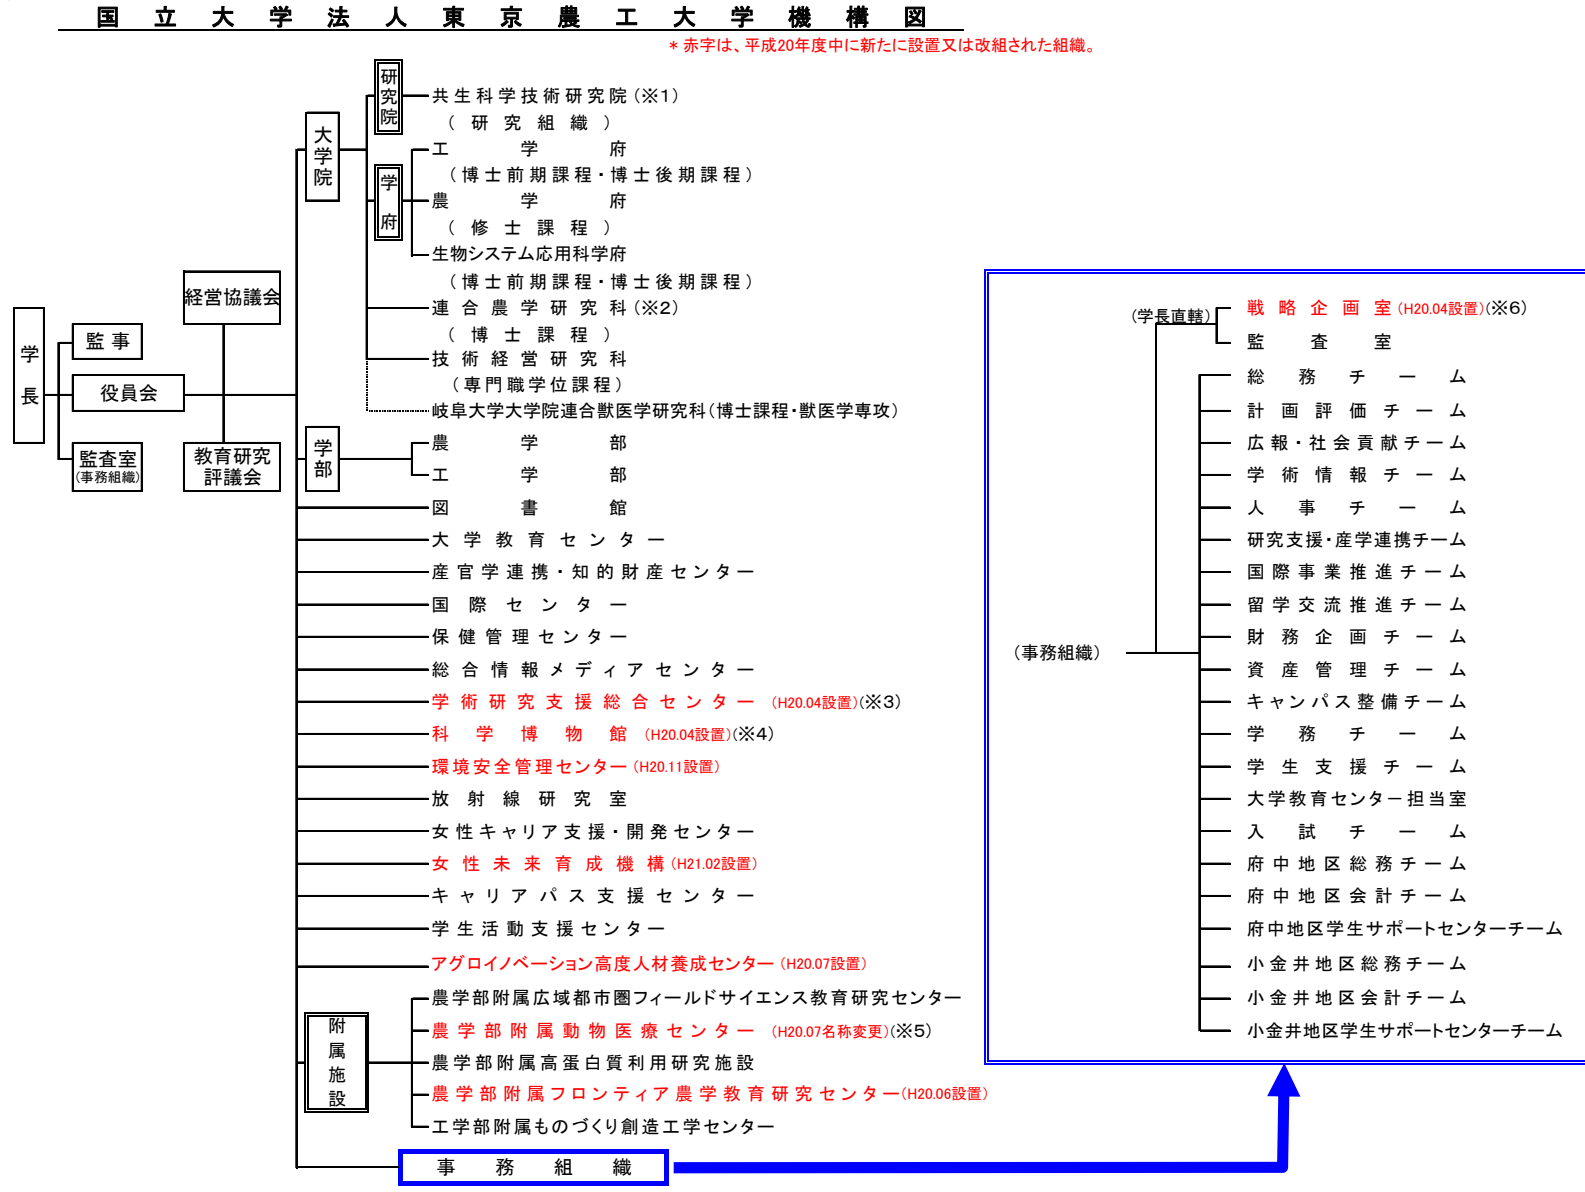 国立大学法人東京農工大学機構図
* 赤字は、平成20年度中に新たに設置又は改組された組織。
学長
監事
役員会
監査室
(事務組織)
経営協議会
教育研究
評議会
大学院
研究院
共生科学技術研究院(※1)
(研究組織)
学府
工学府
(博士前期課程・博士後期課程)
農学府
(修士課程)
生物システム応用科学府
(博士前期課程・博士後期課程)
連合農学研究科(※2)
(博士課程)
技術経営研究科
(専門職学位課程)
岐阜大学大学院連合獣医学研究科(博士課程・獣医学専攻)
学部
農学部
工学部
図書館
大学教育センター
産官学連携・知的財産センター
国際センター
保健管理センター
総合情報メディアセンター
学術研究支援総合センター (H20.04設置)(※3)
科学博物館 (H20.04設置)(※4)
環境安全管理センター (H20.11設置)
放射線研究室
女性キャリア支援・開発センター
女性未来育成機構 (H21.02設置)
キャリアパス支援センター
学生活動支援センター
アグロイノベーション高度人材養成センター (H20.07設置)
附属施設
農学部附属広域都市圏フィールドサイエンス教育研究センター
農学部附属動物医療センター (H20.07名称変更)(※5)
農学部附属高蛋白質利用研究施設
農学部附属フロンティア農学教育研究センター(H20.06設置)
工学部附属ものづくり創造工学センター
事務組織
(事務組織)
(学長直轄)
戦略企画室 (H20.04設置)(※6)
監査室
総務チーム
計画評価チーム
広報・社会貢献チーム
学術情報チーム
人事チーム
研究支援・産学連携チーム
国際事業推進チーム
留学交流推進チーム
財務企画チーム
資産管理チーム
キャンパス整備チーム
学務チーム
学生支援チーム
大学教育センター担当室
入試チーム
府中地区総務チーム
府中地区会計チーム
府中地区学生サポートセンターチーム
小金井地区総務チーム
小金井地区会計チーム
小金井地区学生サポートセンターチーム